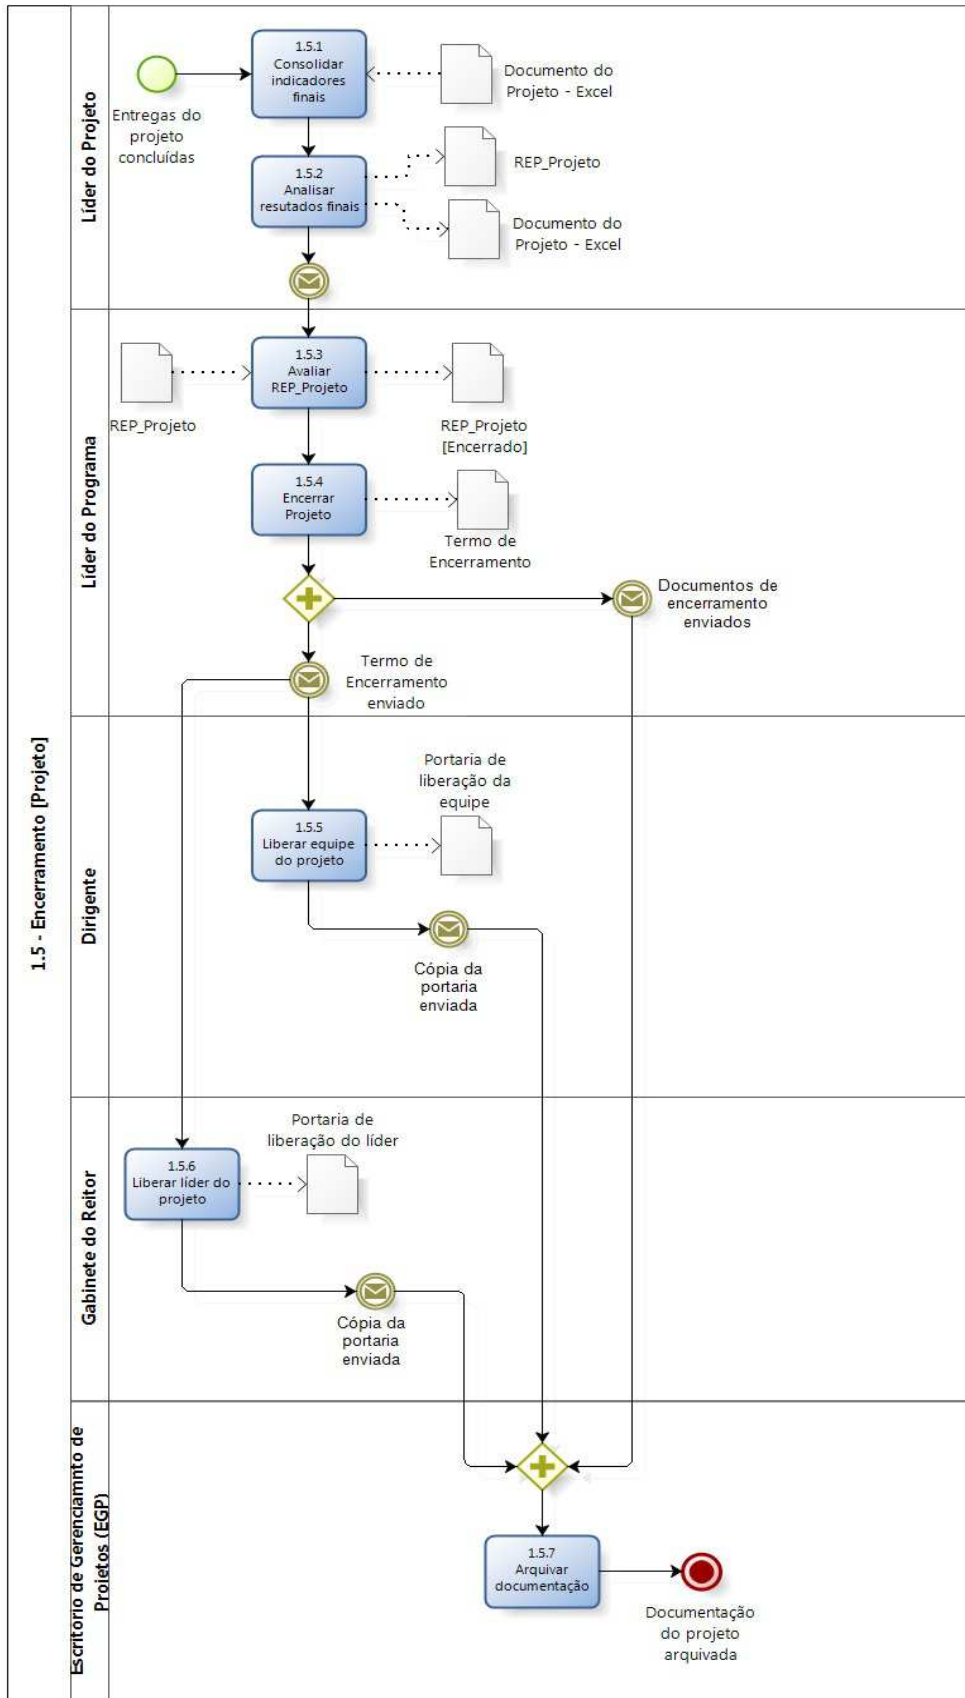 1.5 - Encerramento [Projeto]
Líder do Projeto
Entregas do
projeto
concluídas
1.5.1
Consolidar
indicadores
finais
Documento do
Projeto - Excel
1.5.2
Analisar
resutados finais
REP_Projeto
Documento do
Projeto - Excel
Líder do Programa
REP_Projeto
1.5.3
Avaliar
REP_Projeto
REP_Projeto
[Encerrado]
1.5.4
Encerrar
Projeto
Termo de
Encerramento
Documentos de
encerramento
enviados
Termo de
Encerramento
enviado
Dirigente
Portaria de
liberação da
equipe
1.5.5
Liberar equipe
do projeto
Cópia da
portaria
enviada
Gabinete do Reitor
Portaria de
liberação do líder
1.5.6
Liberar líder do
projeto
Cópia da
portaria
enviada
Escritório de Gerenciamnto de
Projetos (EGP)
1.5.7
Arquivar
documentação
Documentação
do projeto
arquivada